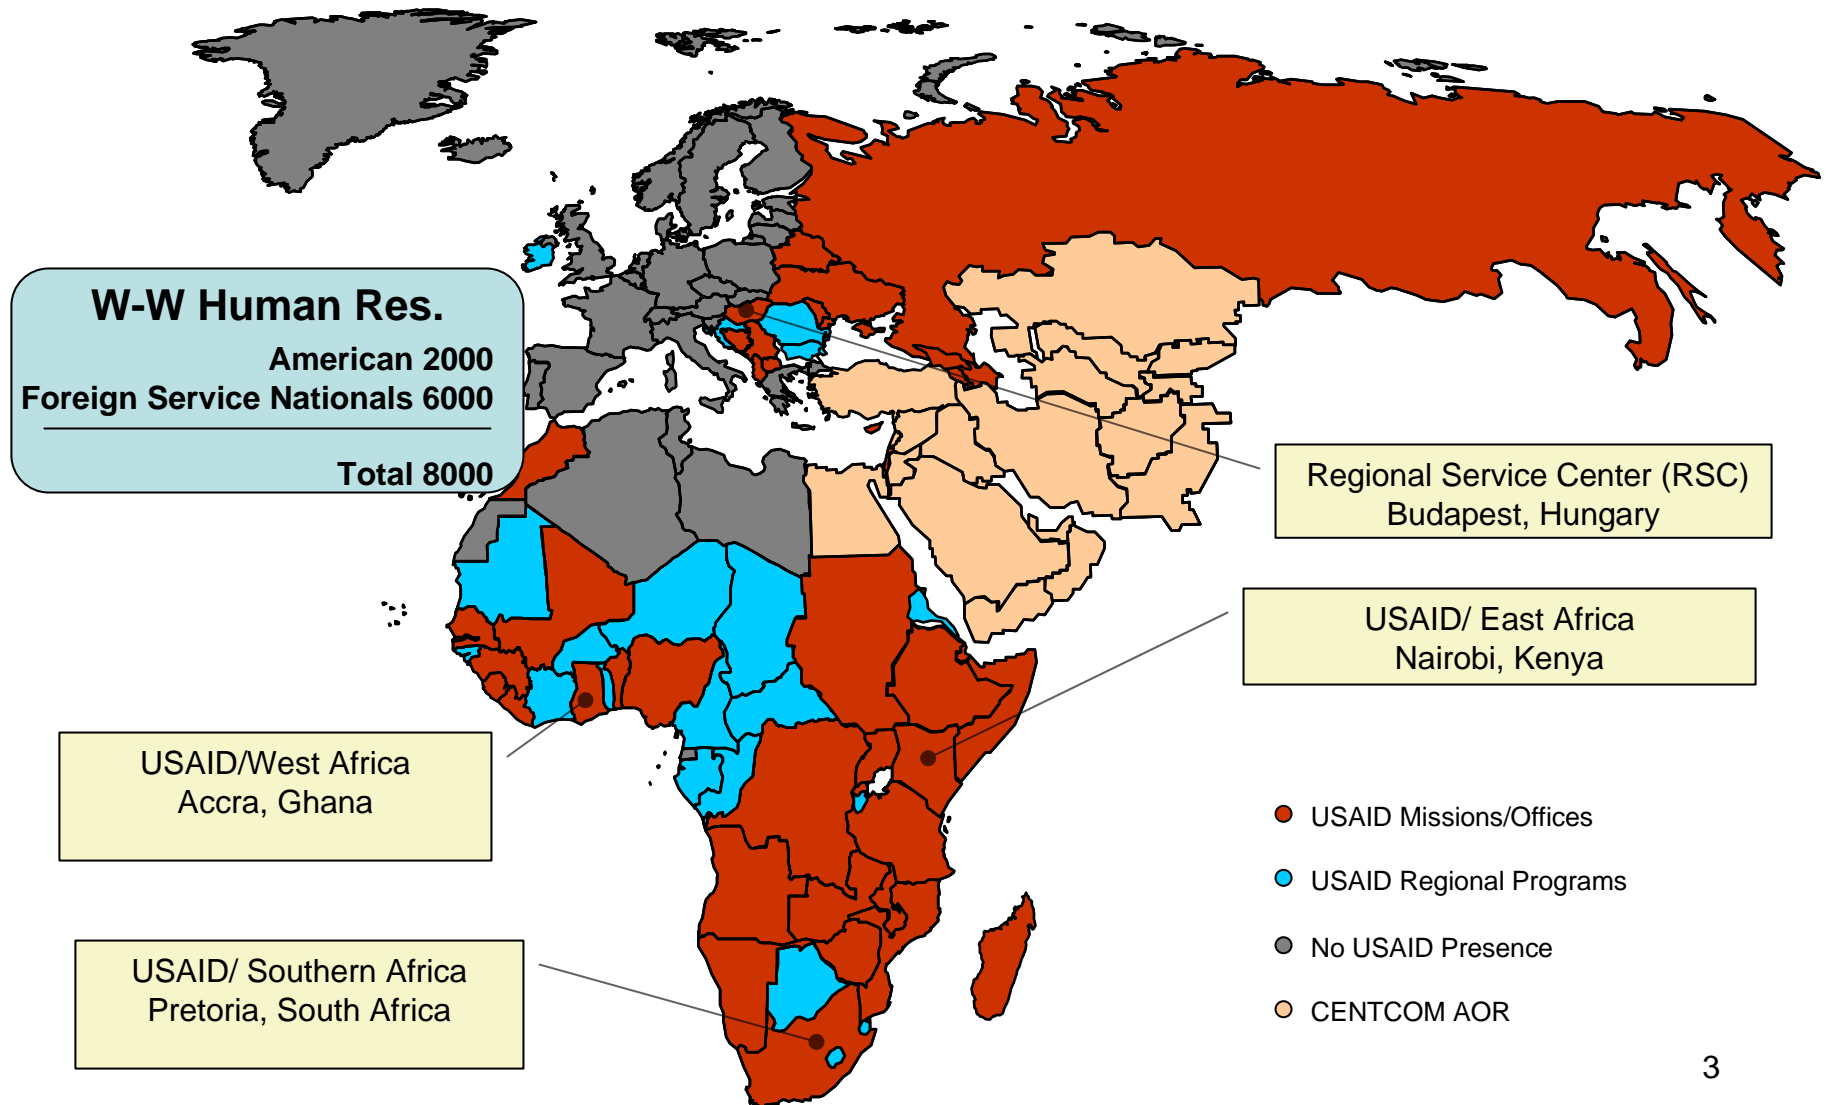 W-W Human Res.
American 2000
Foreign Service Nationals 6000
Total 8000
Regional Service Center (RSC)
Budapest, Hungary
USAID/ East Africa
Nairobi, Kenya
USAID/West Africa
Accra, Ghana
USAID/ Southern Africa
Pretoria, South Africa
USAID Missions/Offices
USAID Regional Programs
No USAID Presence
CENTCOM AOR
3